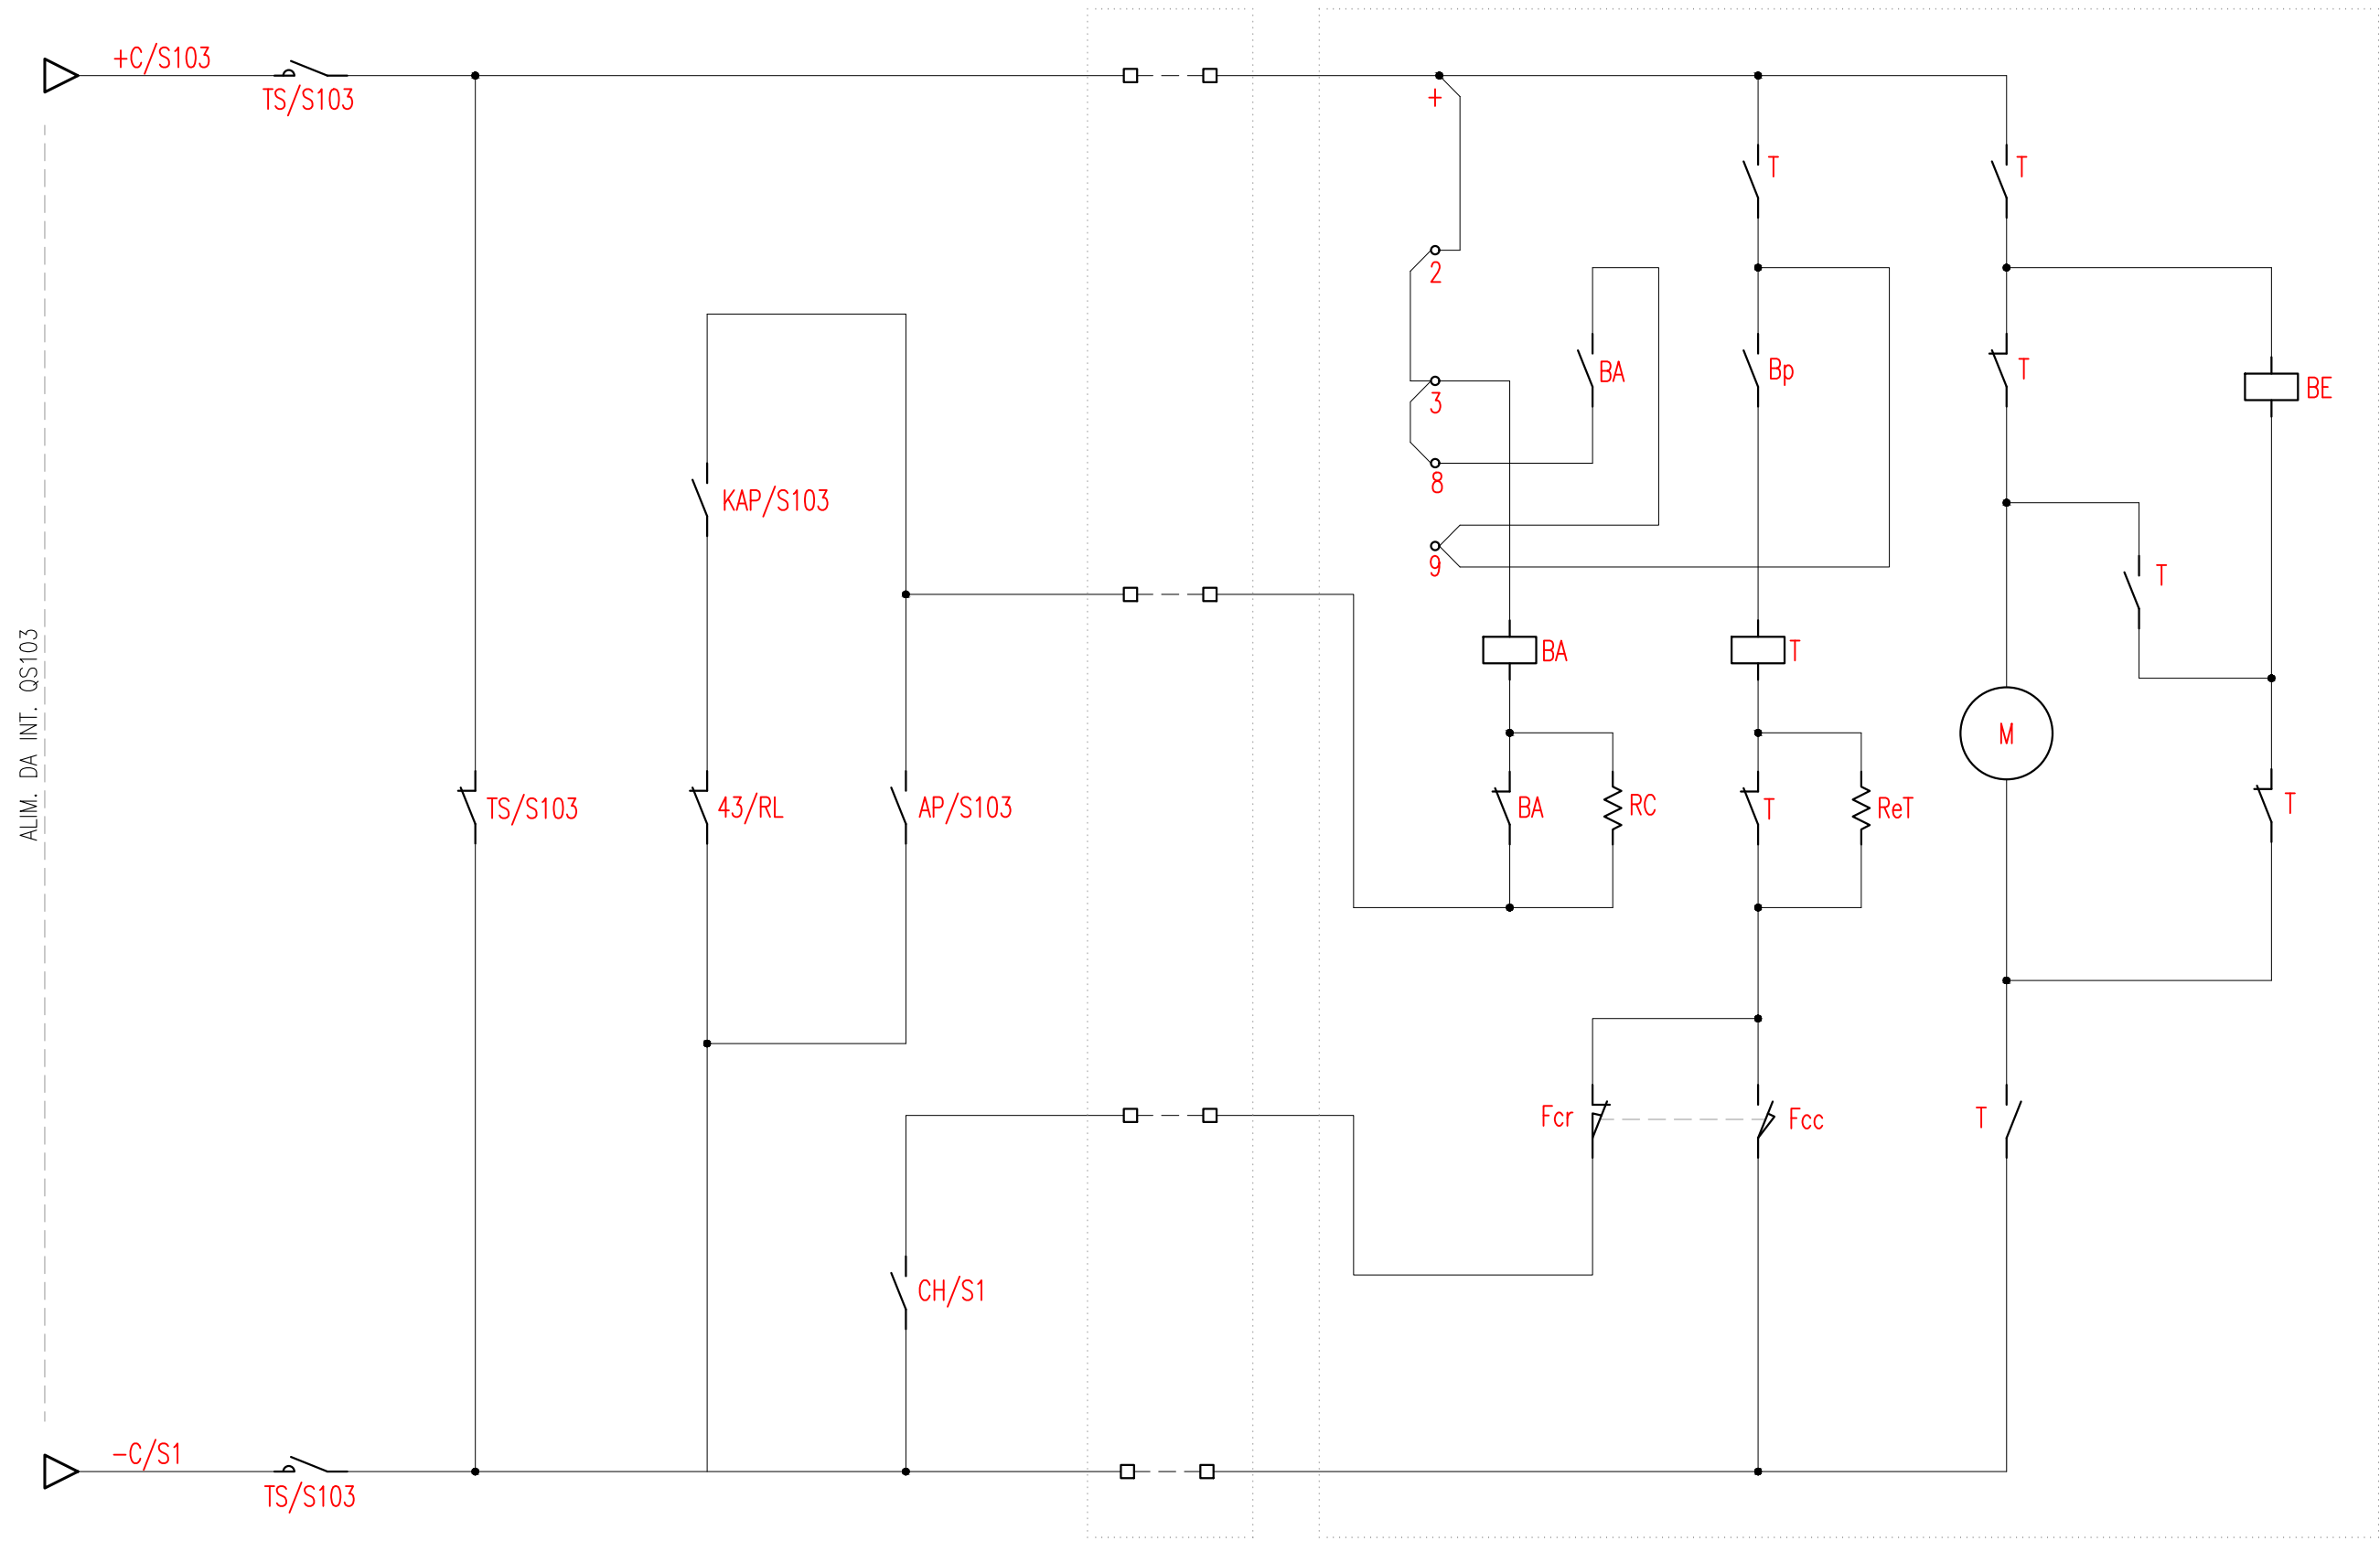 +C/S103
TS/S103
+
T
T
2
BA
Bp
T
BE
3
KAP/S103
8
9
T
ALIM. DA INT. QS103
BA
T
M
TS/S103
43/RL
AP/S103
BA
RC
T
ReT
T
Fcr
Fcc
T
CH/S1
-C/S1
TS/S103